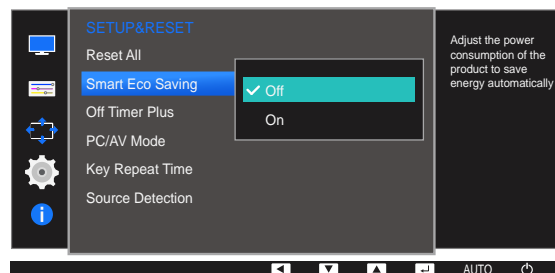 SETUP&RESET
Reset All
Smart Eco Saving
Off Timer Plus
PC/AV Mode
Key Repeat Time
Source Detection
Off
On
Adjust the power
consumption of the
product to save
energy automatically
AUTO